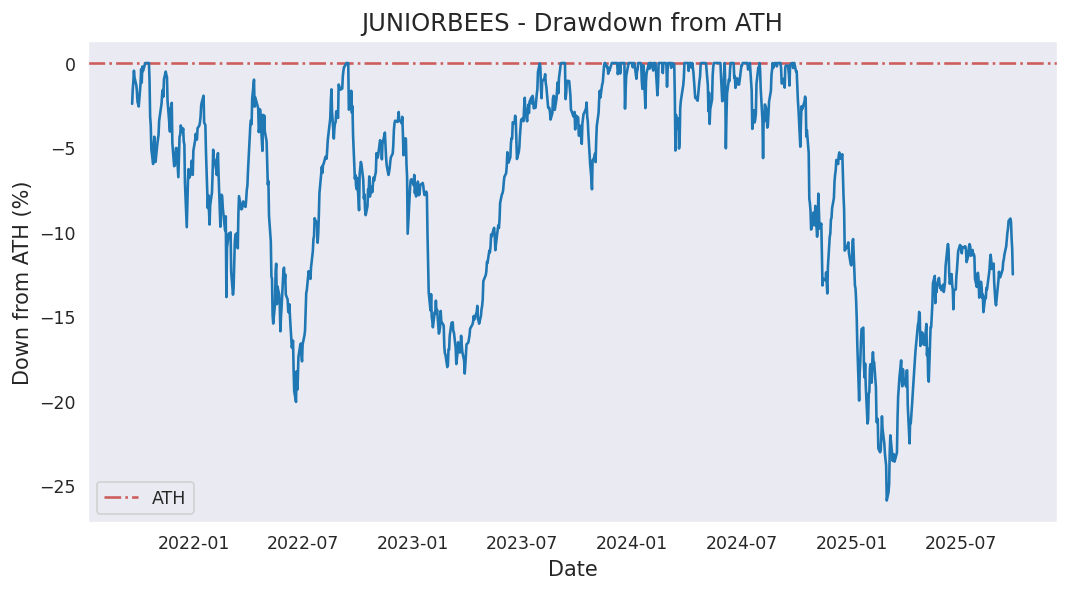 JUNIORBEES - Drawdown from ATH
Down from ATH (%)
0
−5
−10
−15
−20
−25
ATH
2022-01 2022-07 2023-01 2023-07 2024-01 2024-07 2025-01 2025-07
Date